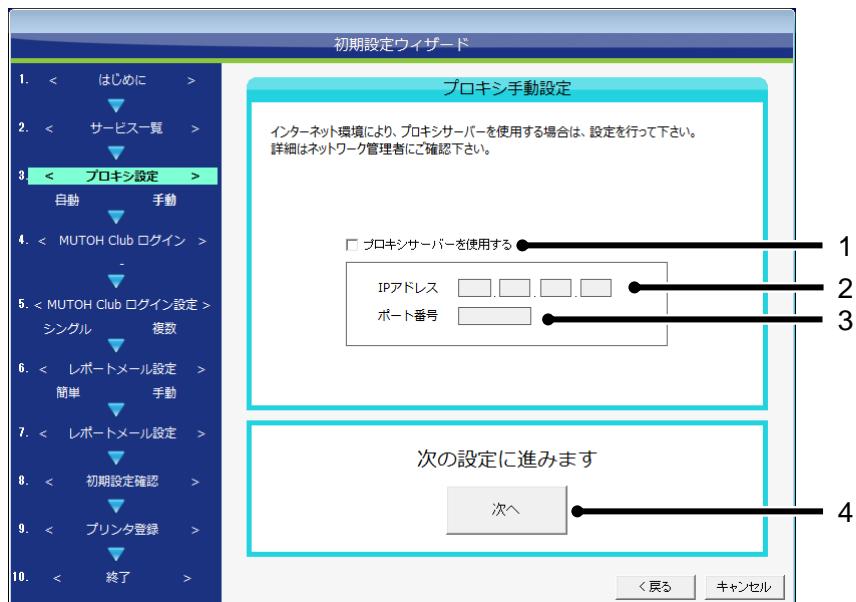 初期設定ウィザード
1. < はじめに >
2. < サービス一覧 >
3. < プロキシ設定 >
自動 手動
4. < MUTOH Club ログイン >
-
5. < MUTOH Club ログイン設定 >
シングル 複数
6. < レポートメール設定 >
簡単 手動
7. < レポートメール設定 >
8. < 初期設定確認 >
9. < プリンタ登録 >
10. < 終了 >
プロキシ手動設定
インターネット環境により、プロキシサーバーを使用する場合は、設定を行って下さい。
詳細はネットワーク管理者にご確認下さい。
プロキシサーバーを使用する 1
IPアドレス . . . 2
ポート番号 3
次の設定に進みます
次へ 4
< 戻る キャンセル